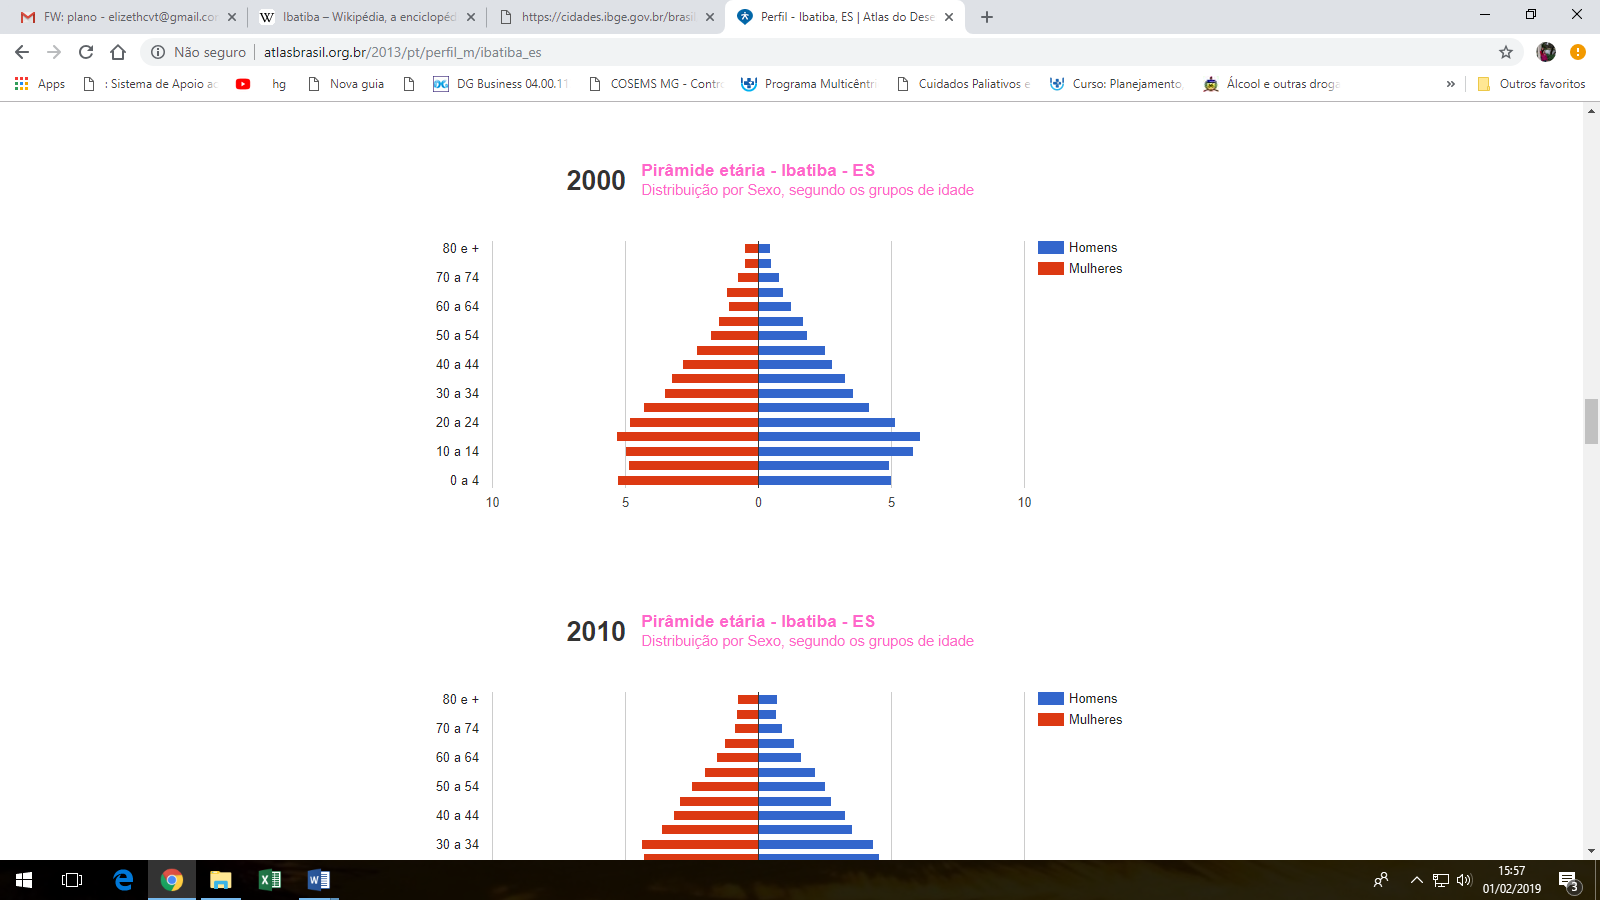 FW: plano - elizethcvt@gmail.co
Ibatiba – Wikipédia, a enciclopéd
https://cidades.ibge.gov.br/brasil
Perfil - Ibatiba, ES | Atlas do Dese
Não seguro
atlasbrasil.org.br/2013/pt/perfil_m/ibatiba_es
Apps
: Sistema de Apoio ao
hg
Nova guia
DG Business 04.00.11
COSEMS MG - Contr
Programa Multicêntri
Cuidados Paliativos e
Curso: Planejamento
Álcool e outras droga
»
Outros favoritos
2000
Pirâmide etária - Ibatiba - ES
Distribuição por Sexo, segundo os grupos de idade
80 e +
70 a 74
60 a 64
50 a 54
40 a 44
30 a 34
20 a 24
10 a 14
0 a 4
10 5 0 5 10
Homens
Mulheres
2010
Pirâmide etária - Ibatiba - ES
Distribuição por Sexo, segundo os grupos de idade
80 e +
70 a 74
60 a 64
50 a 54
40 a 44
30 a 34
Homens
Mulheres
15:57
01/02/2019
3